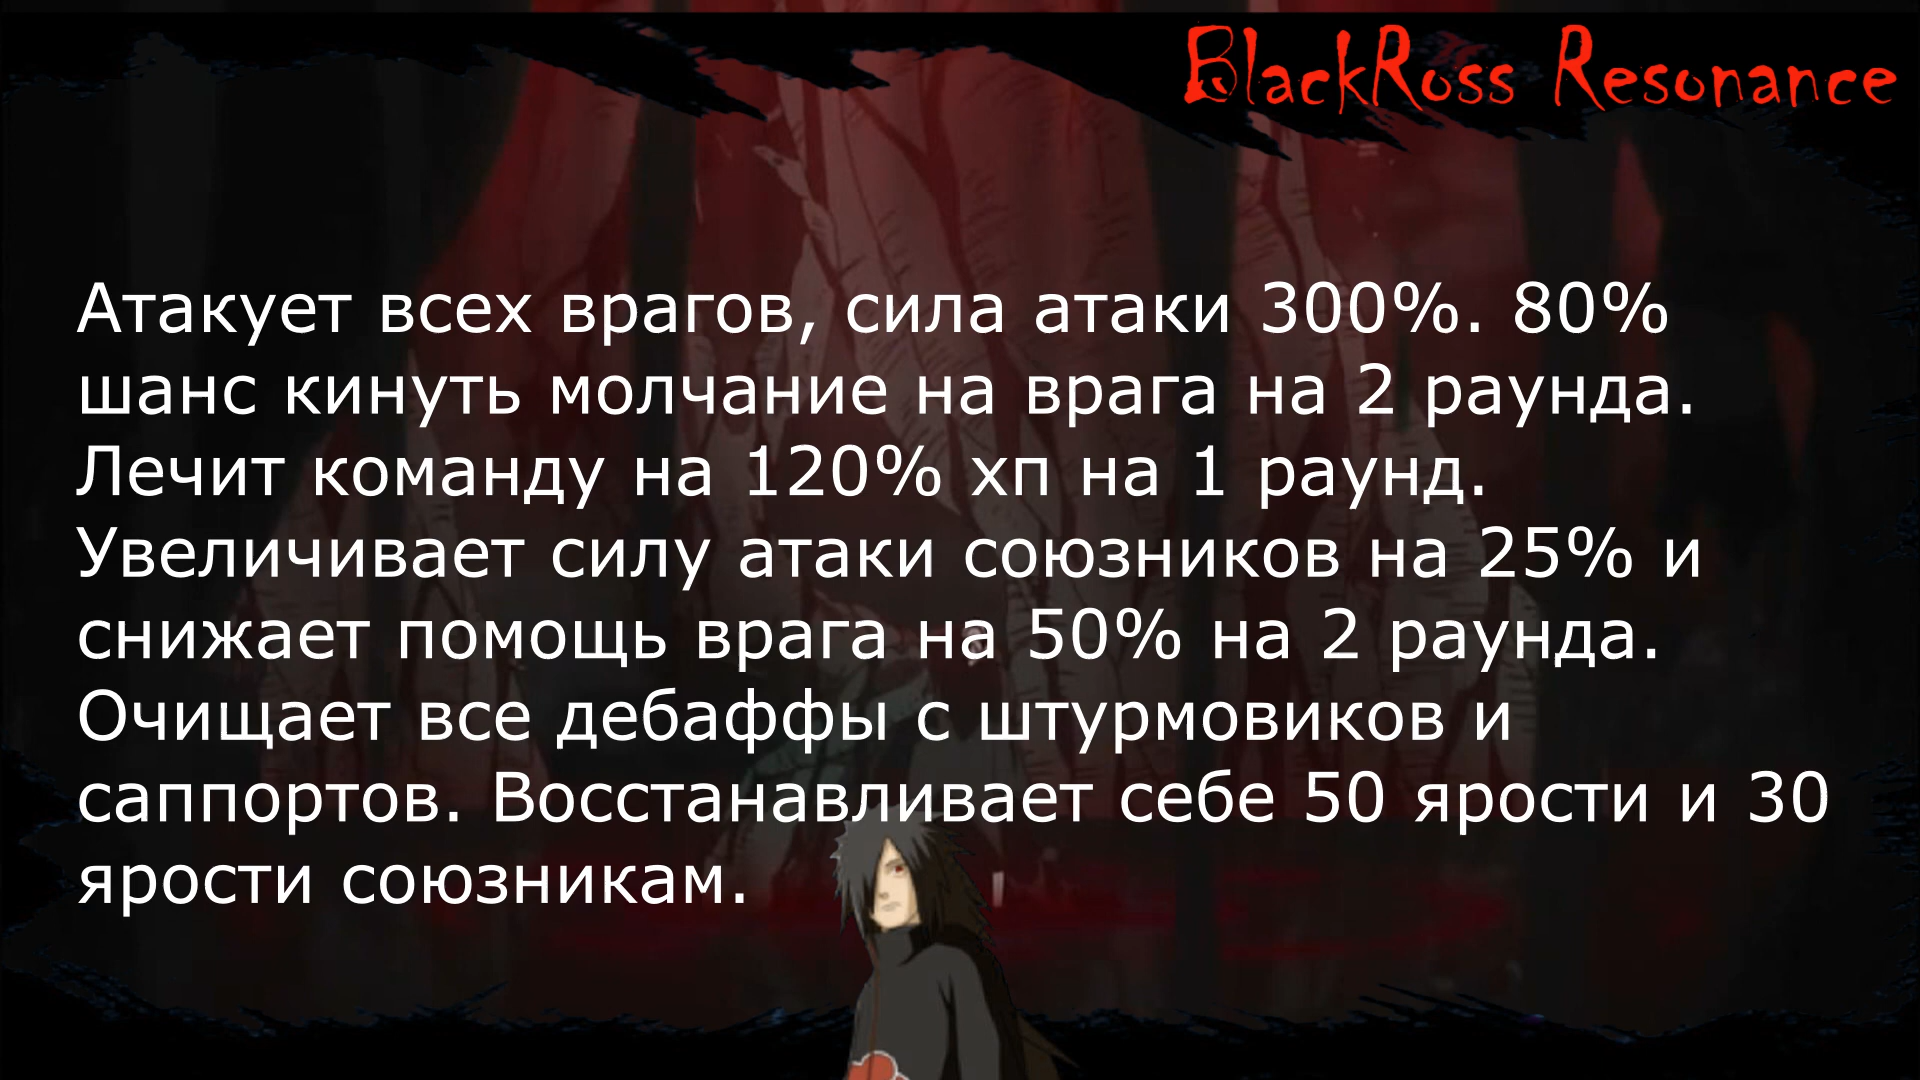 BlackRoss Resonance
Атакует всех врагов, сила атаки 300%. 80%
шанс кинуть молчание на врага на 2 раунда.
Лечит команду на 120% хп на 1 раунд.
Увеличивает силу атаки союзников на 25% и
снижает помощь врага на 50% на 2 раунда.
Очищает все дебаффы с штурмовиков и
саппортов. Восстанавливает себе 50 ярости и 30
ярости союзникам.